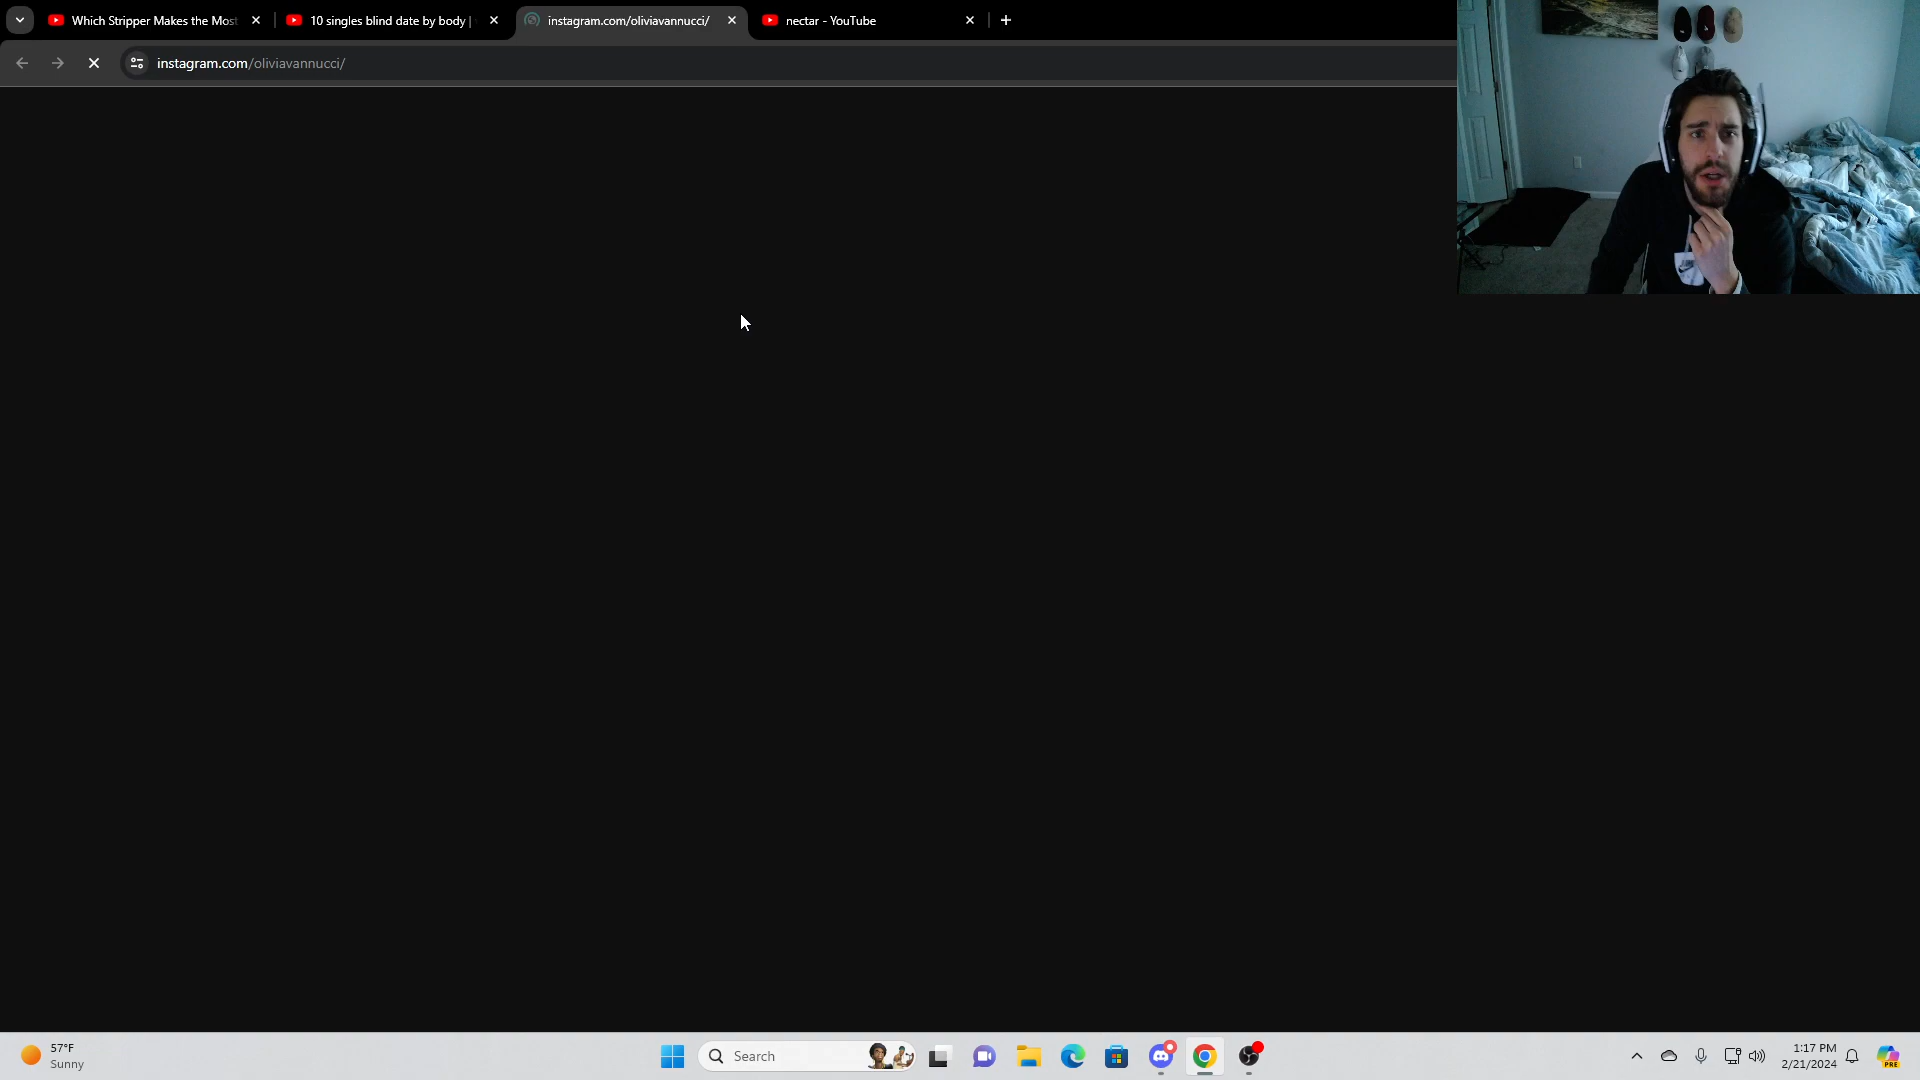 Which Stripper Makes the Most
10 singles blind date by body |
instagram.com/oliviavannucci/
nectar - YouTube
instagram.com/oliviavannucci/
57°F
Sunny
Search
PRE
1:17 PM
2/21/2024